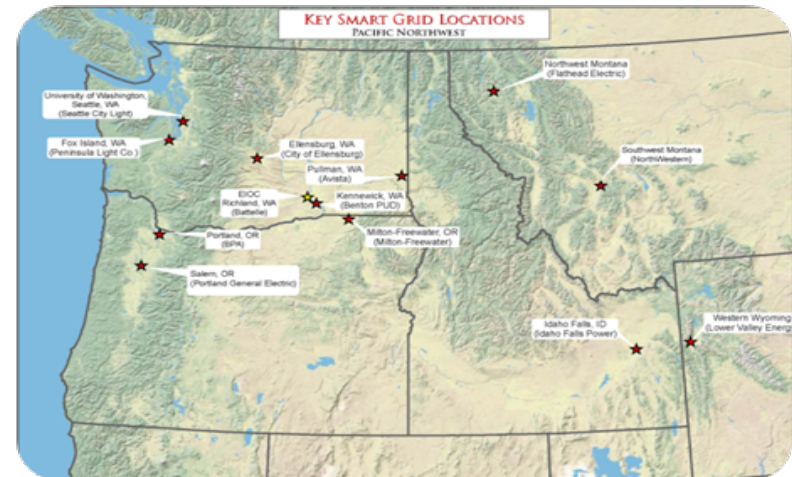 KEY SMART GRID LOCATIONS
PACIFIC NORTHWEST
Northwest Montana
(Flathead Electric)
University of Washington,
Seattle, WA
(Seattle City Light)
Fox Island, WA
(Peninsula Light Co.)
Ellensburg, WA
(City of Ellensburg)
Pullman, WA
(Avista)
Southwest Montana
(NorthWestern)
EIOC
Richland, WA
(Battelle)
Kennewick, WA
(Benton PUD)
Portland, OR
(BPA)
Milton-Freewater, OR
(Milton-Freewater)
Salem, OR
(Portland General Electric)
Idaho Falls, ID
(Idaho Falls Power)
Western Wyoming
(Lower Valley Energy